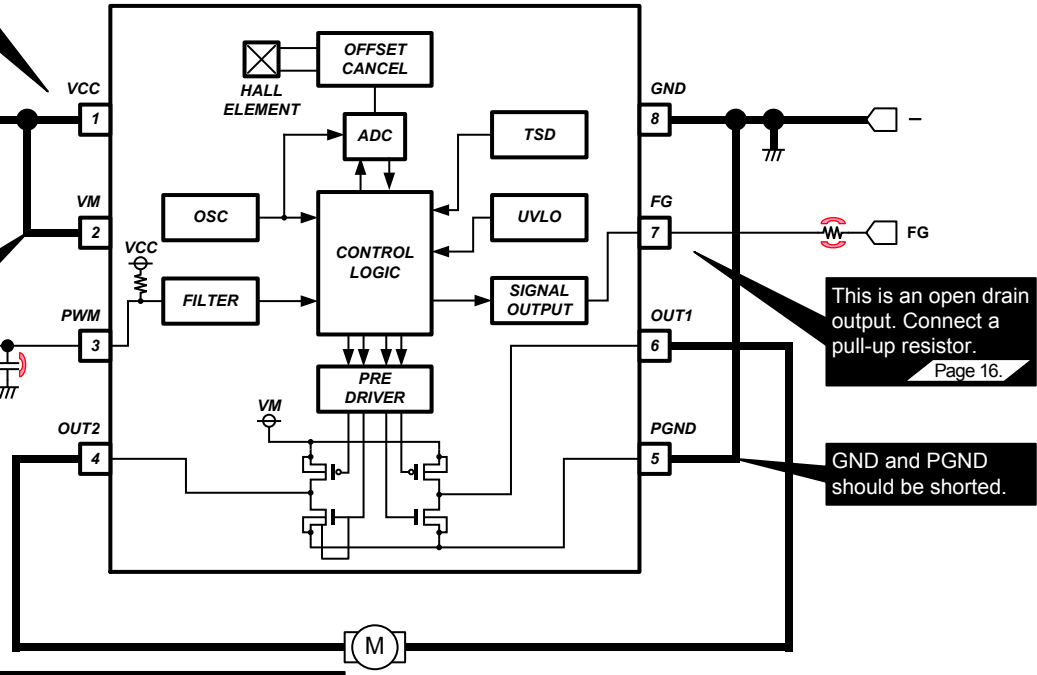 OFFSET
CANCEL
HALL
ELEMENT
VCC
1
GND
8
–
ADC
TSD
VM
2
OSC
UVLO
FG
7
FG
CONTROL
LOGIC
VCC
FILTER
SIGNAL
OUTPUT
This is an open drain
output. Connect a
pull-up resistor.
Page 16.
PWM
3
OUT1
6
PRE
DRIVER
VM
OUT2
4
PGND
5
GND and PGND
should be shorted.
M